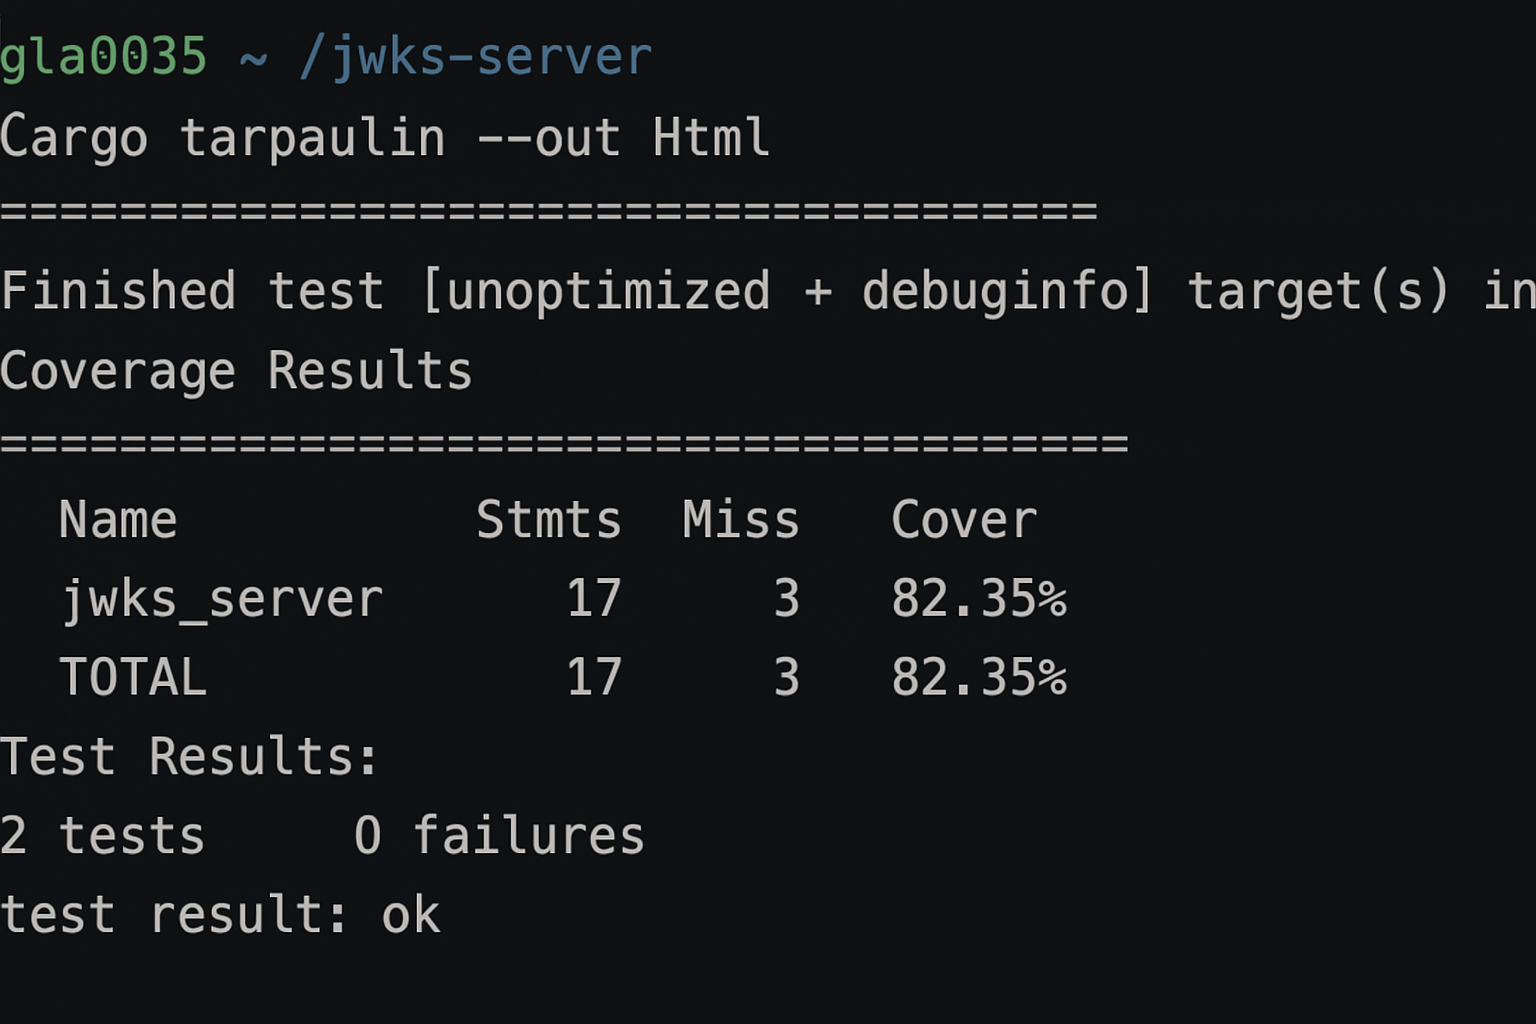 gla0035 ~ /jwks-server
Cargo tarpaulin --out Html
=====================================
Finished test [unoptimized + debuginfo] target(s) in
Coverage Results
======================================
Name Stmts Miss Cover
jwks_server 17 3 82.35%
TOTAL 17 3 82.35%
Test Results:
2 tests 0 failures
test result: ok